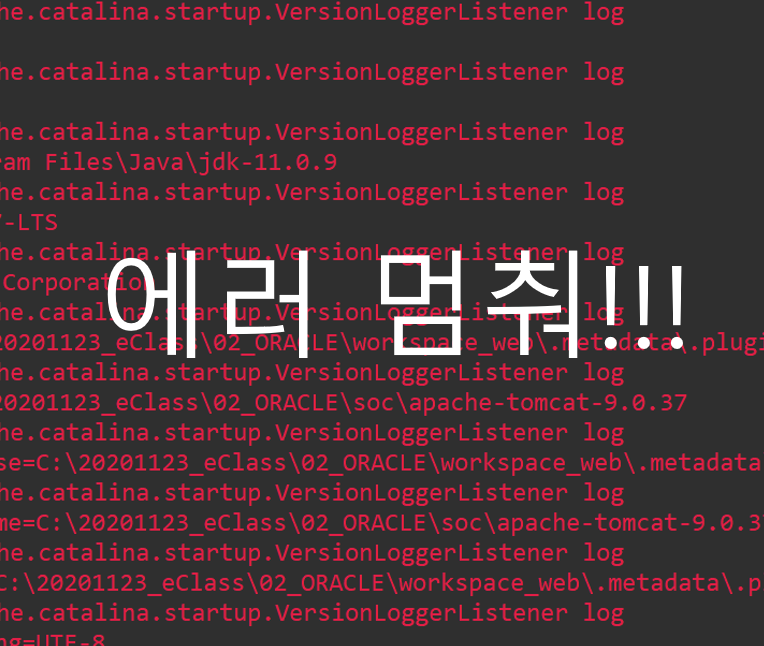 he.catalina.startup.VersionLoggerListener log
he.catalina.startup.VersionLoggerListener log
he.catalina.startup.VersionLoggerListener log
ram Files\Java\jdk-11.0.9
he.catalina.startup.VersionLoggerListener log
-LTS
he.catalina.startup.VersionLoggerListener log
Corporation
에러 멈춰!!!
he.catalina.startup.VersionLoggerListener log
20201123_eClass\02_ORACLE\workspace_web\.metadata\.plugi
he.catalina.startup.VersionLoggerListener log
20201123_eClass\02_ORACLE\soc\apache-tomcat-9.0.37
he.catalina.startup.VersionLoggerListener log
se=C:\20201123_eClass\02_ORACLE\workspace_web\.metadata
he.catalina.startup.VersionLoggerListener log
me=C:\20201123_eClass\02_ORACLE\soc\apache-tomcat-9.0.37
he.catalina.startup.VersionLoggerListener log
C:\20201123_eClass\02_ORACLE\workspace_web\.metadata\.p
he.catalina.startup.VersionLoggerListener log
ng=UTF-8